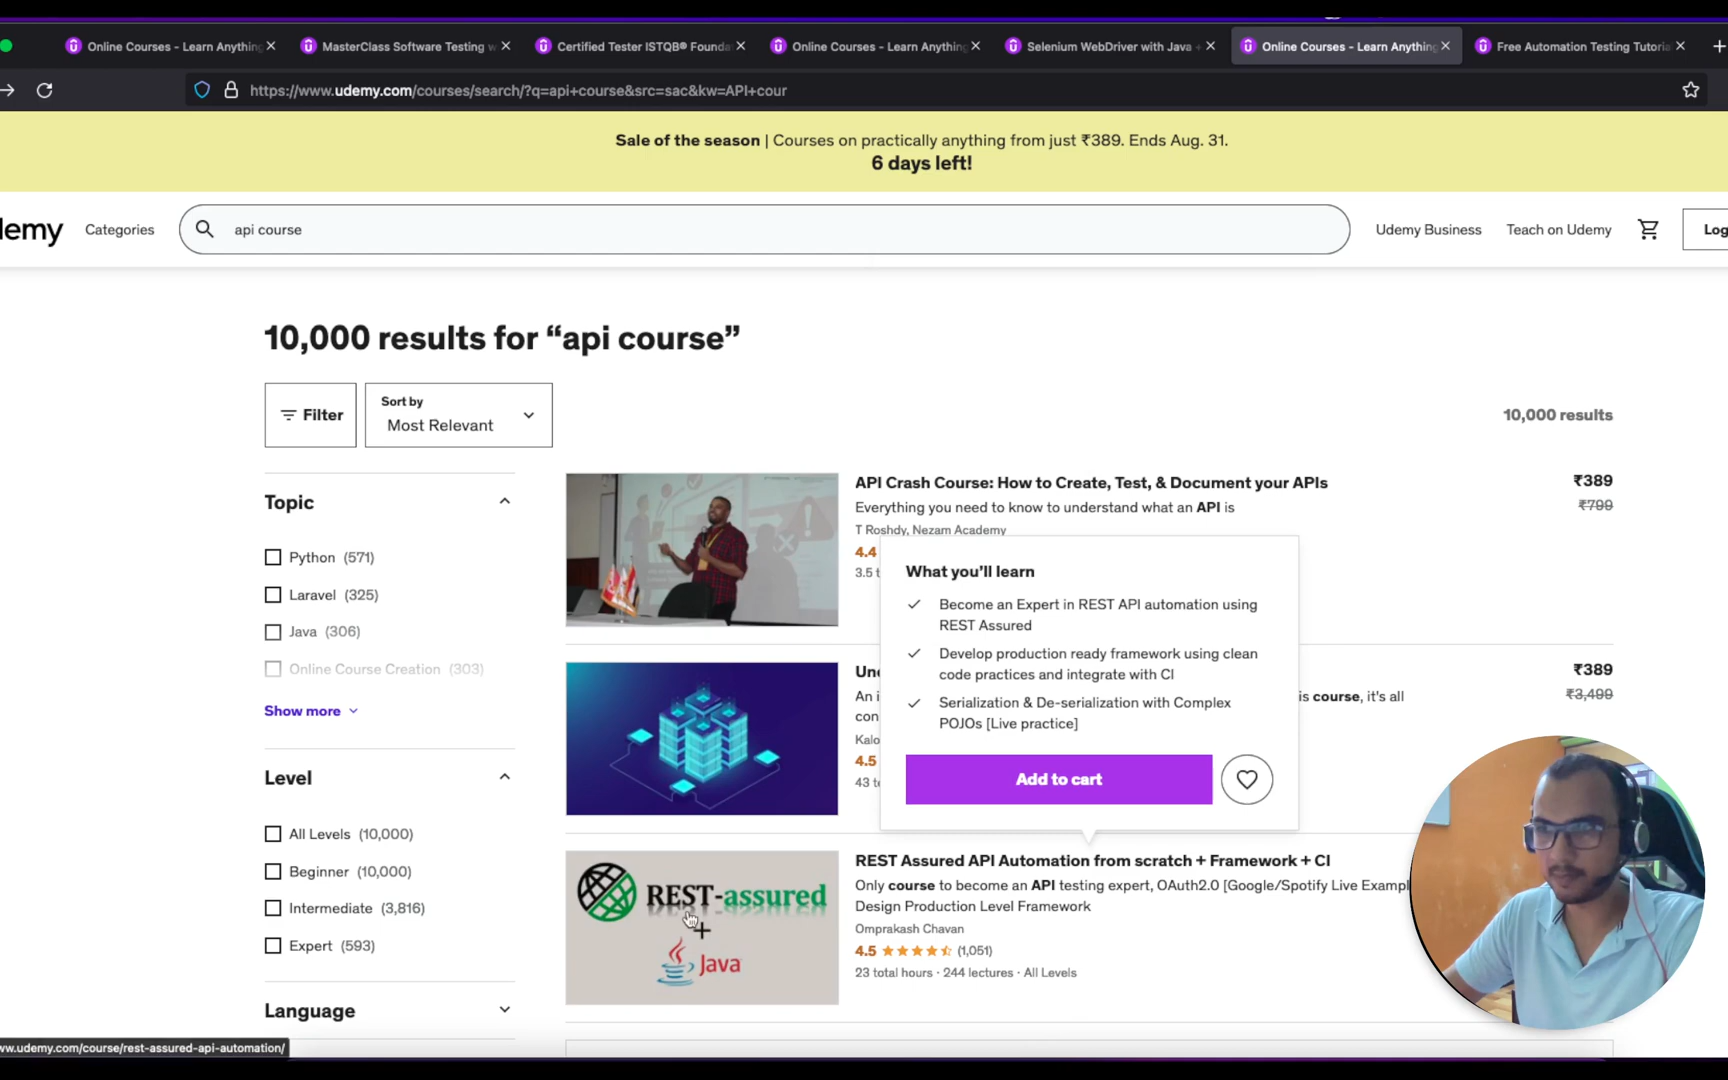 Online Courses - Learn Anything
MasterClass Software Testing w
Certified Tester ISTQB® Founda
Online Courses - Learn Anything
Selenium WebDriver with Java +
Online Courses - Learn Anything
Free Automation Testing Tutoria
https://www.udemy.com/courses/search/?q=api+course&src=sac&kw=API+cour
Sale of the season | Courses on practically anything from just ₹389. Ends Aug. 31.
6 days left!
demy
Categories
api course
Udemy Business
Teach on Udemy
Log
10,000 results for “api course”
Filter
Sort by
Most Relevant
10,000 results
Topic
Python (571)
Laravel (325)
Java (306)
Online Course Creation (303)
Show more
Level
All Levels (10,000)
Beginner (10,000)
Intermediate (3,816)
Expert (593)
Language
API Crash Course: How to Create, Test, & Document your APIs
Everything you need to know to understand what an API is
T Roshdy, Nezam Academy
4.4
3.5 t
₹389
₹799
What you’ll learn
Become an Expert in REST API automation using
REST Assured
Develop production ready framework using clean
code practices and integrate with CI
Serialization & De-serialization with Complex
POJOs [Live practice]
Add to cart
Und
An i
is course, it's all
con
Kalo
4.5
43 to
₹389
₹3,499
REST-assured
+
Java
REST Assured API Automation from scratch + Framework + CI
Only course to become an API testing expert, OAuth2.0 [Google/Spotify Live Exampl
Design Production Level Framework
Omprakash Chavan
4.5 (1,051)
23 total hours · 244 lectures · All Levels
ww.udemy.com/course/rest-assured-api-automation/